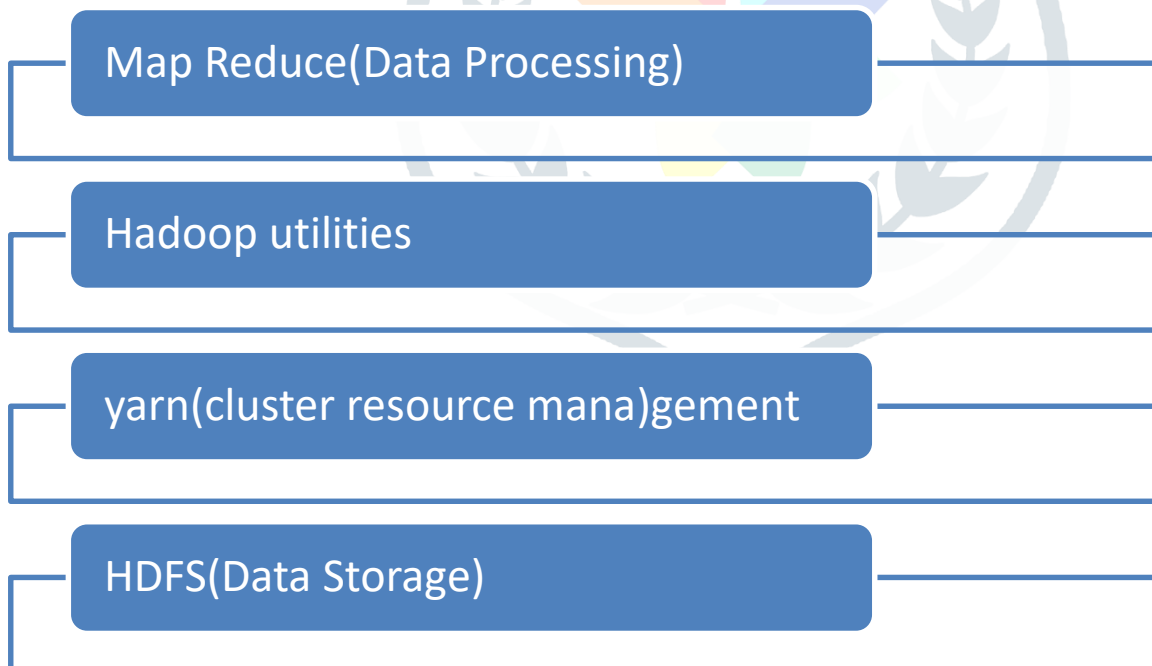 Map Reduce(Data Processing)
Hadoop utilities
yarn(cluster resource mana)gement
HDFS(Data Storage)